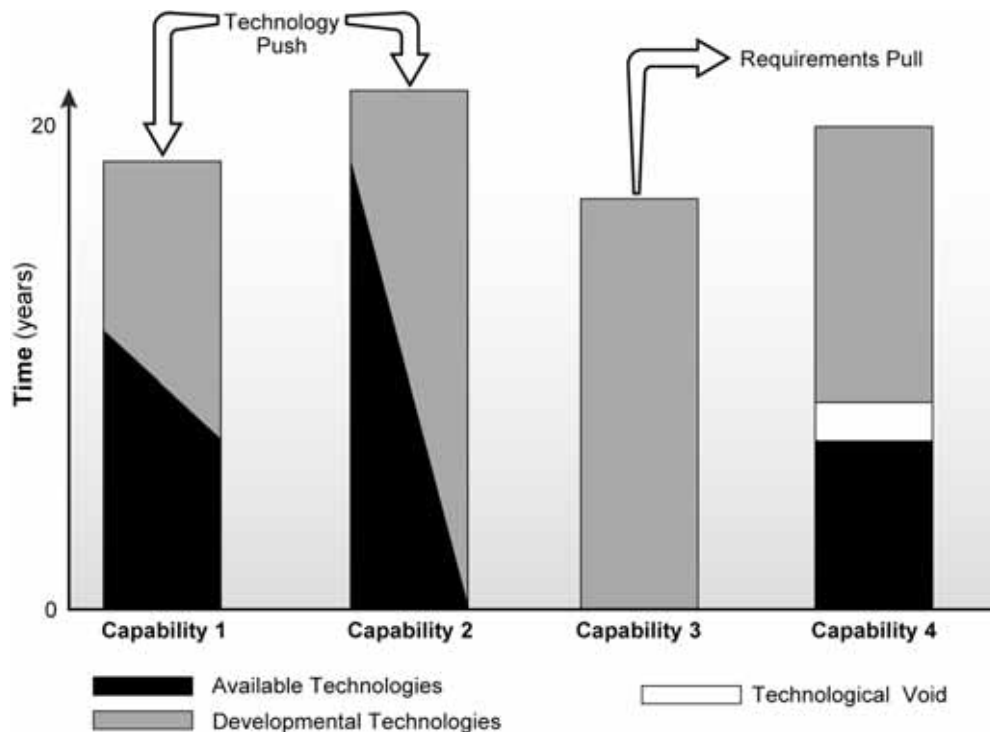 Technology
Push
Requirements Pull
20
Time (years)
0
Capability 1
Capability 2
Capability 3
Capability 4
Available Technologies
Technological Void
Developmental Technologies